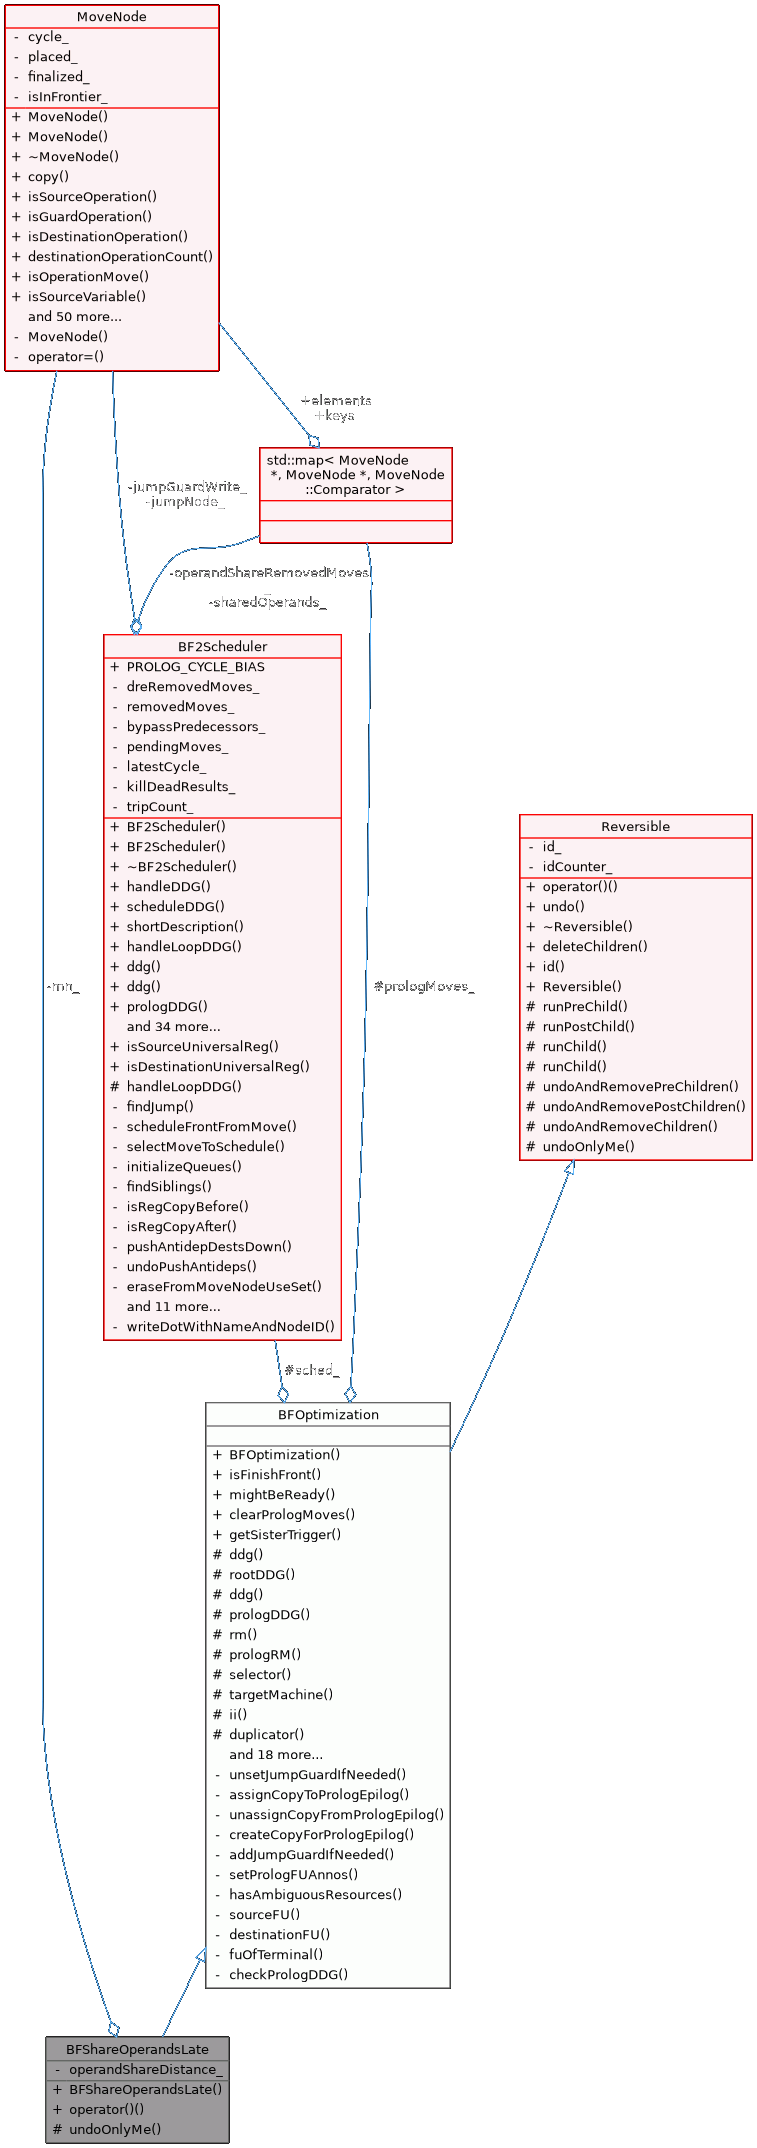 MoveNode
- cycle_
- placed_
- finalized_
- isInFrontier_
+ MoveNode()
+ MoveNode()
+ ~MoveNode()
+ copy()
+ isSourceOperation()
+ isGuardOperation()
+ isDestinationOperation()
+ destinationOperationCount()
+ isOperationMove()
+ isSourceVariable()
and 50 more...
- MoveNode()
- operator=()
+elements
+keys
std::map< MoveNode
*, MoveNode *, MoveNode
::Comparator >
-jumpGuardWrite_
-jumpNode_
-operandShareRemovedMoves
_
-sharedOperands_
BF2Scheduler
+ PROLOG_CYCLE_BIAS
- dreRemovedMoves_
- removedMoves_
- bypassPredecessors_
- pendingMoves_
- latestCycle_
- killDeadResults_
- tripCount_
+ BF2Scheduler()
+ BF2Scheduler()
+ ~BF2Scheduler()
+ handleDDG()
+ scheduleDDG()
+ shortDescription()
+ handleLoopDDG()
+ ddg()
+ ddg()
+ prologDDG()
and 34 more...
+ isSourceUniversalReg()
+ isDestinationUniversalReg()
# handleLoopDDG()
- findJump()
- scheduleFrontFromMove()
- selectMoveToSchedule()
- initializeQueues()
- findSiblings()
- isRegCopyBefore()
- isRegCopyAfter()
- pushAntidepDestsDown()
- undoPushAntideps()
- eraseFromMoveNodeUseSet()
and 11 more...
- writeDotWithNameAndNodeID()
-mn_
#prologMoves_
Reversible
- id_
- idCounter_
+ operator()()
+ undo()
+ ~Reversible()
+ deleteChildren()
+ id()
+ Reversible()
# runPreChild()
# runPostChild()
# runChild()
# runChild()
# undoAndRemovePreChildren()
# undoAndRemovePostChildren()
# undoAndRemoveChildren()
# undoOnlyMe()
#sched_
BFOptimization
+ BFOptimization()
+ isFinishFront()
+ mightBeReady()
+ clearPrologMoves()
+ getSisterTrigger()
# ddg()
# rootDDG()
# ddg()
# prologDDG()
# rm()
# prologRM()
# selector()
# targetMachine()
# ii()
# duplicator()
and 18 more...
- unsetJumpGuardIfNeeded()
- assignCopyToPrologEpilog()
- unassignCopyFromPrologEpilog()
- createCopyForPrologEpilog()
- addJumpGuardIfNeeded()
- setPrologFUAnnos()
- hasAmbiguousResources()
- sourceFU()
- destinationFU()
- fuOfTerminal()
- checkPrologDDG()
BFShareOperandsLate
- operandShareDistance_
+ BFShareOperandsLate()
+ operator()()
# undoOnlyMe()